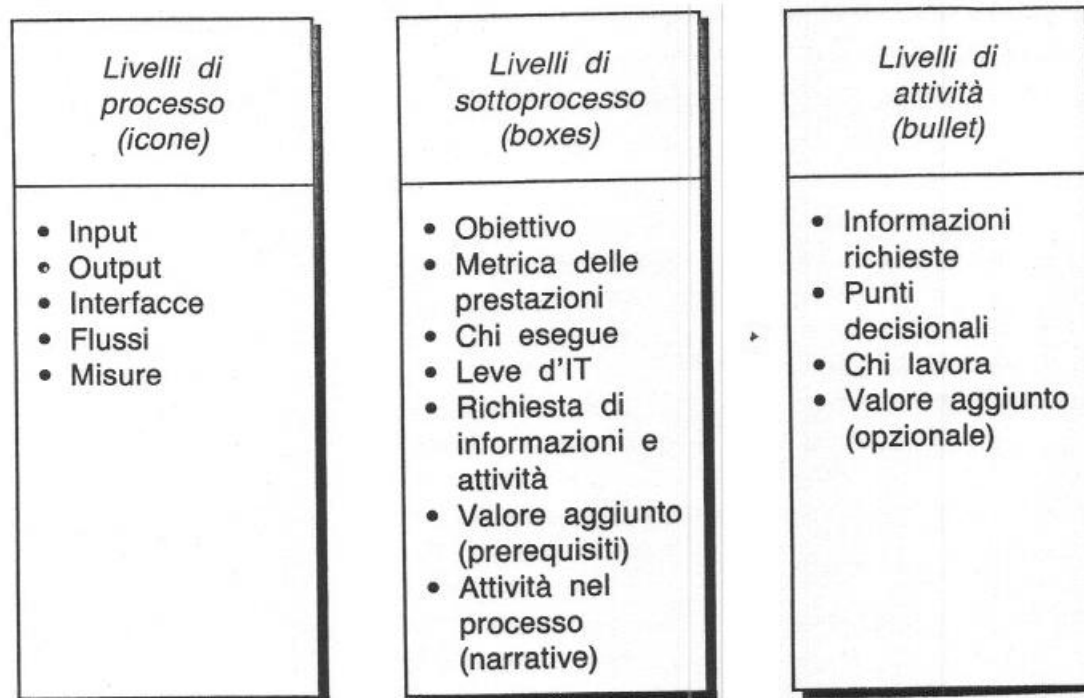 Livelli di
processo
(icone)
• Input
• Output
• Interfacce
• Flussi
• Misure
Livelli di
sottoprocesso
(boxes)
• Obiettivo
• Metrica delle
prestazioni
• Chi esegue
• Leve d'IT
• Richiesta di
informazioni e
attività
• Valore aggiunto
(prerequisiti)
• Attività nel
processo
(narrative)
Livelli di
attività
(bullet)
• Informazioni
richieste
• Punti
decisionali
• Chi lavora
• Valore aggiunto
(opzionale)